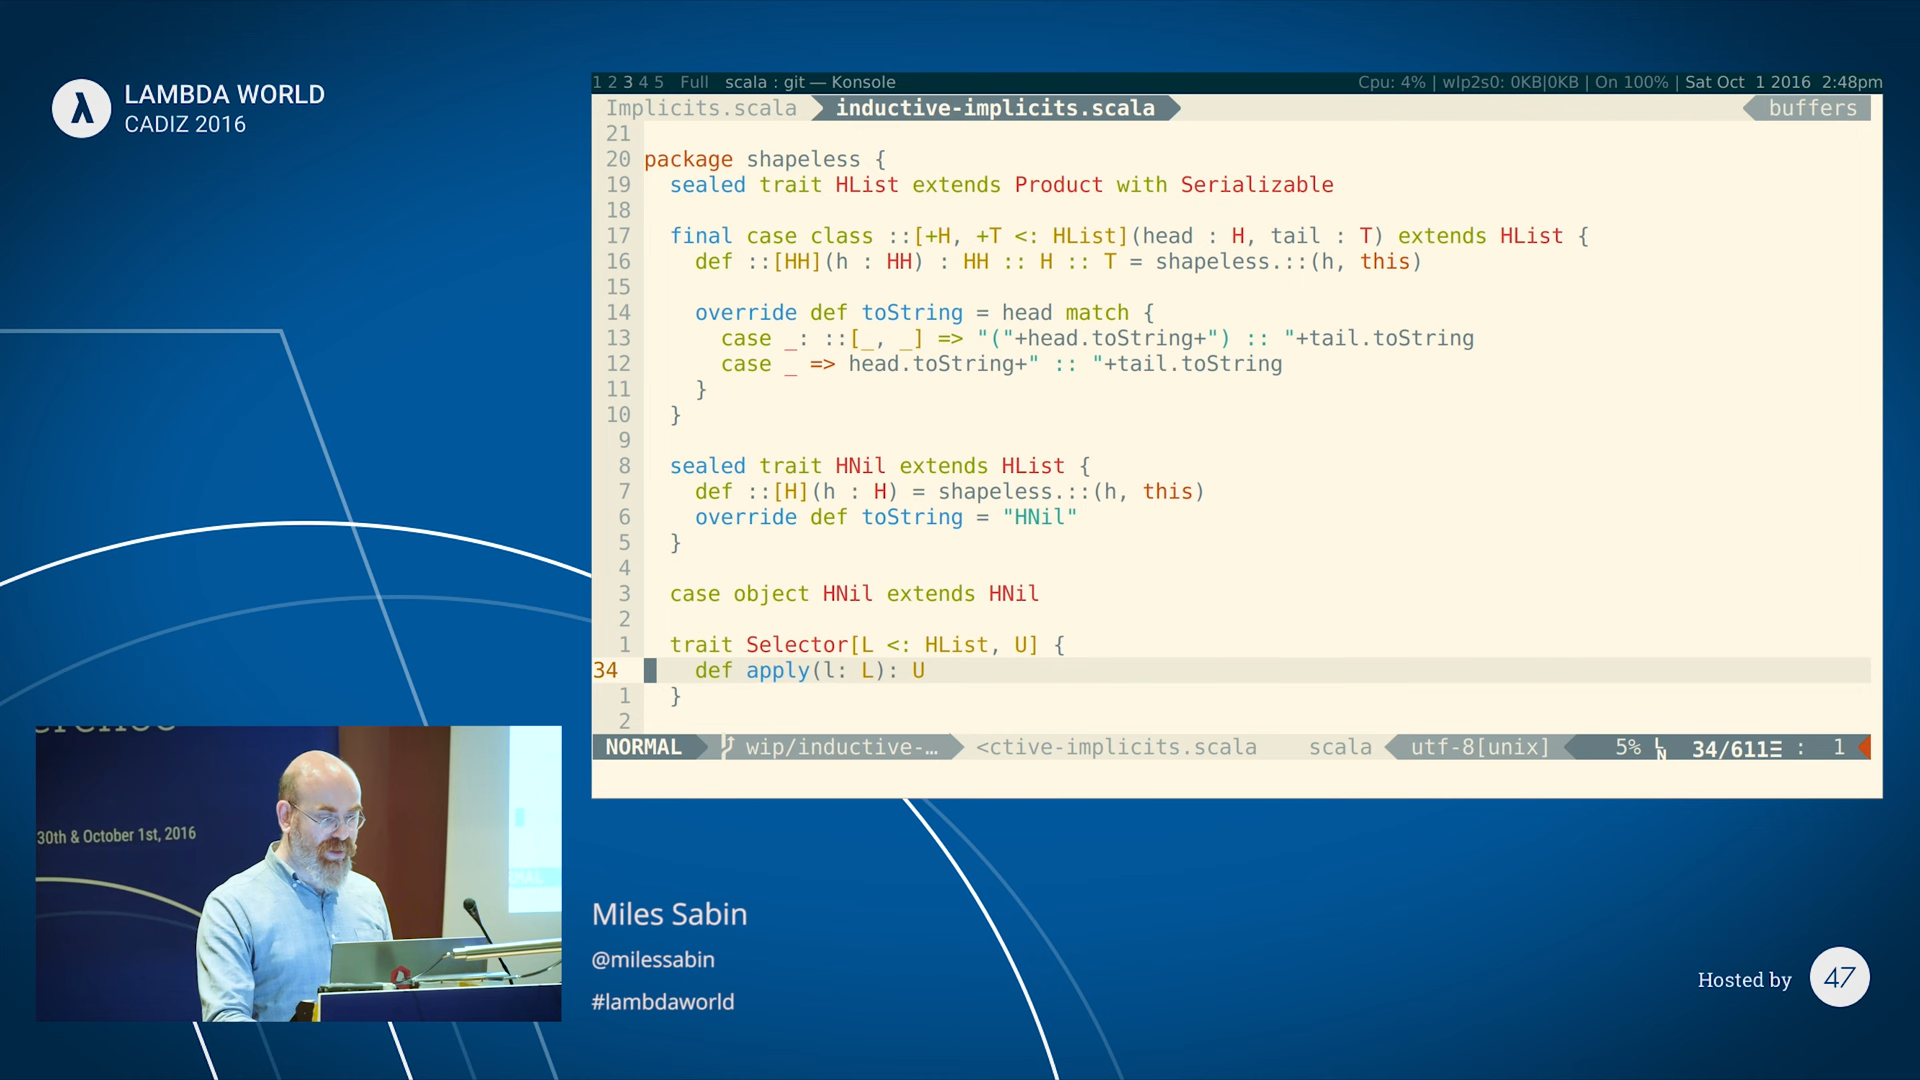 λ LAMBDA WORLD
CADIZ 2016
1 2 3 4 5 Full scala : git — Konsole Cpu: 4% | wlp2s0: 0KB|0KB | On 100% | Sat Oct 1 2016 2:48pm
Implicits.scala inductive-implicits.scala buffers
21
20 package shapeless {
19 sealed trait HList extends Product with Serializable
18
17 final case class ::[+H, +T <: HList](head : H, tail : T) extends HList {
16 def ::[HH](h : HH) : HH :: H :: T = shapeless.::(h, this)
15
14 override def toString = head match {
13 case _: ::[_, _] => "("+head.toString+") :: "+tail.toString
12 case _ => head.toString+" :: "+tail.toString
11 }
10 }
9
8 sealed trait HNil extends HList {
7 def ::[H](h : H) = shapeless.::(h, this)
6 override def toString = "HNil"
5 }
4
3 case object HNil extends HNil
2
1 trait Selector[L <: HList, U] {
34 def apply(l: L): U
1 }
2
NORMAL wip/inductive-… <ctive-implicits.scala scala utf-8[unix] 5% 34/611 : 1
30th & October 1st, 2016
Miles Sabin
@milessabin
#lambdaworld
Hosted by 47